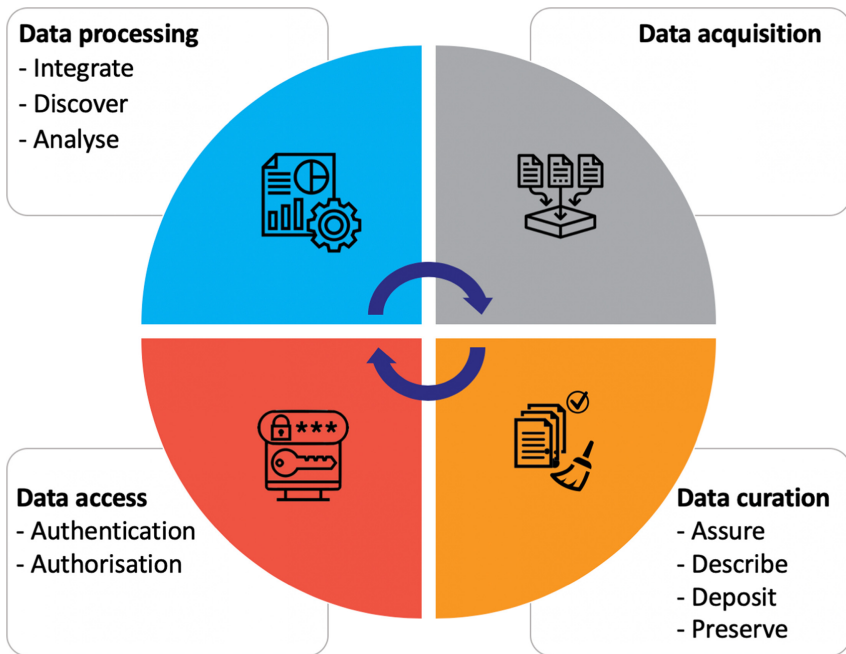 Data processing
- Integrate
- Discover
- Analyse
Data acquisition
***
Data access
- Authentication
- Authorisation
Data curation
- Assure
- Describe
- Deposit
- Preserve